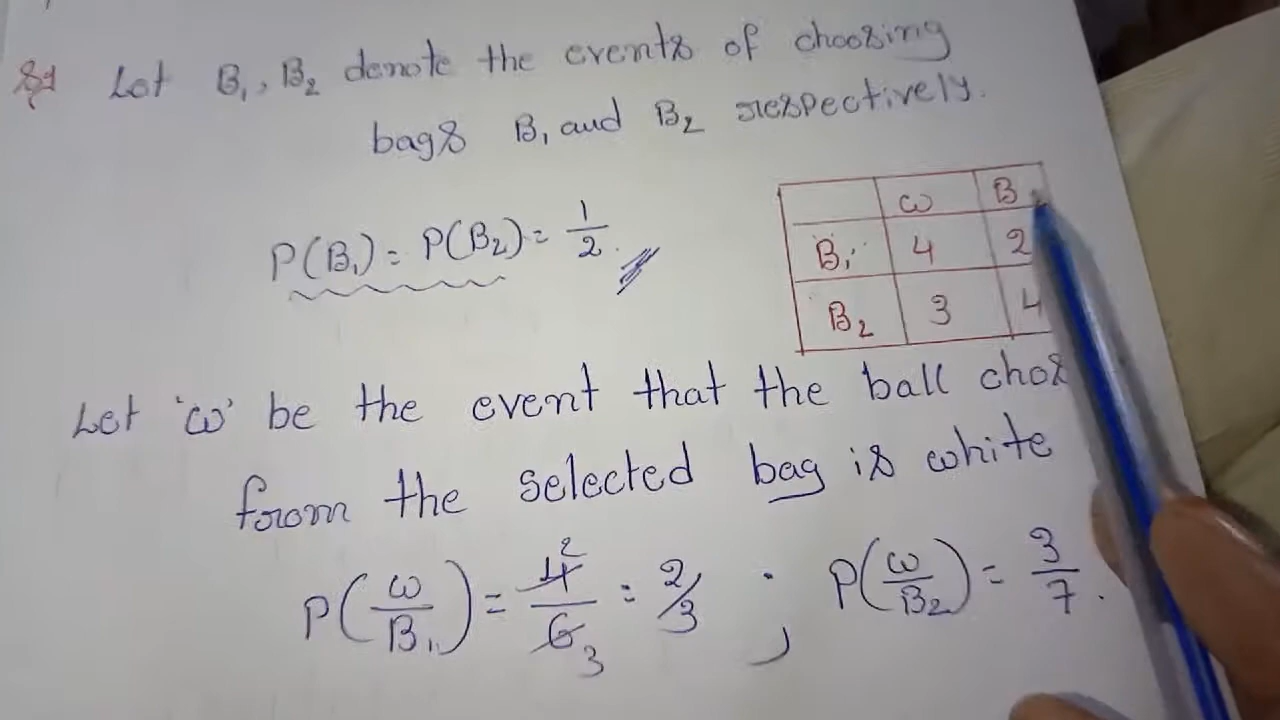 Sol Let B₁, B₂ denote the events of choosing
bags B₁ and B₂ respectively.
P(B₁) = P(B₂) = 1/2.
W B
B₁ 4 2
B₂ 3 4
Let 'W' be the event that the ball chos
from the selected bag is white
P(W/B₁) = 4/6 = 2/3 ; P(W/B₂) = 3/7.